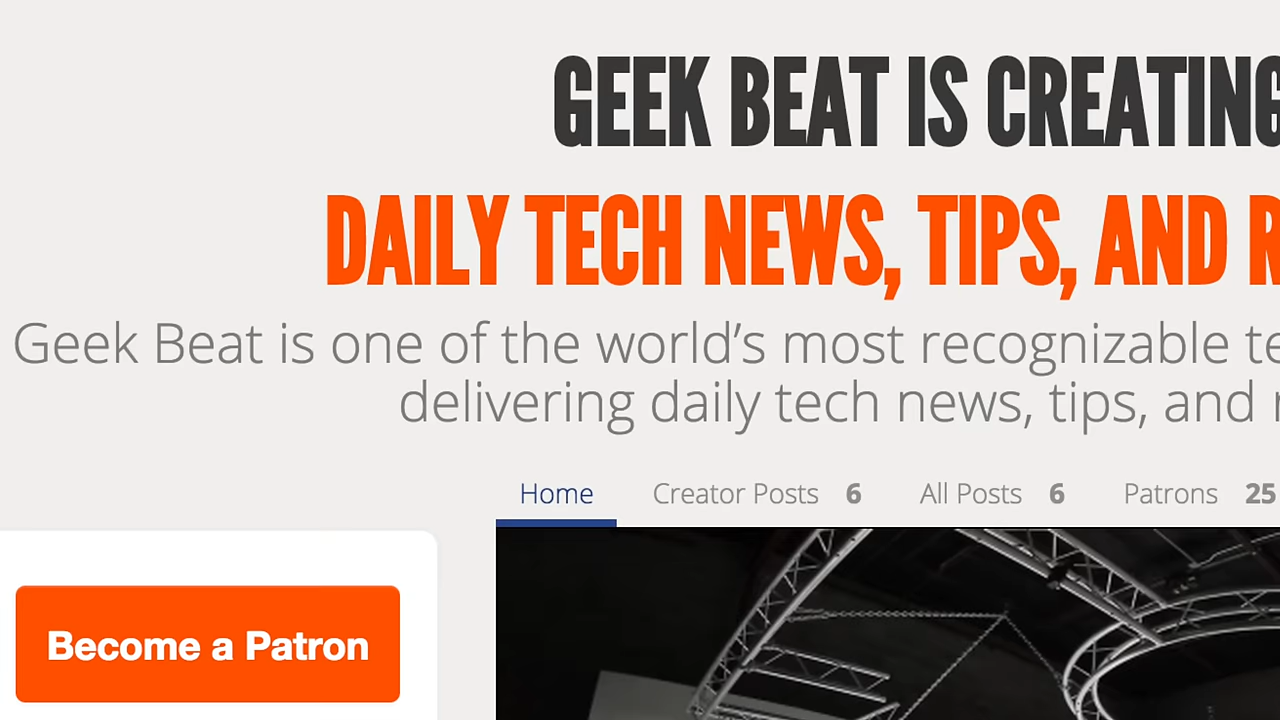 GEEK BEAT IS CREATING
DAILY TECH NEWS, TIPS, AND
Geek Beat is one of the world’s most recognizable
delivering daily tech news, tips, and
Home Creator Posts 6 All Posts 6 Patrons 25
Become a Patron